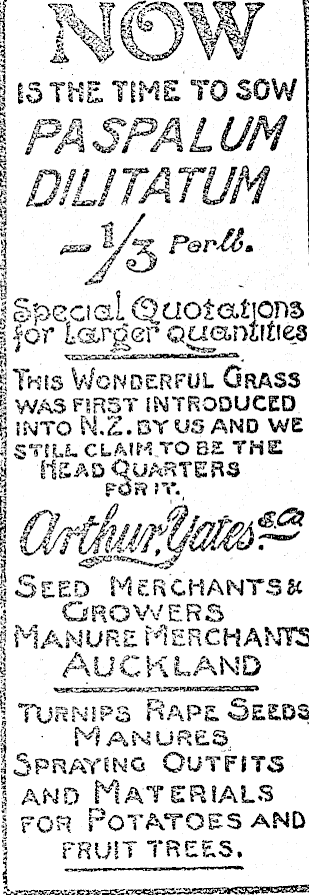 NOW
IS THE TIME TO SOW
PASPALUM
DILITATUM
- 1/3 Per lb.
Special Quotations
for Larger quantities
THIS WONDERFUL GRASS
WAS FIRST INTRODUCED
INTO N.Z. BY US AND WE
STILL CLAIM TO BE THE
HEAD QUARTERS
FOR IT.
Arthur Yates & Co.
SEED MERCHANTS &
GROWERS
MANURE MERCHANTS
AUCKLAND
TURNIPS RAPE SEEDS
MANURES
SPRAYING OUTFITS
AND MATERIALS
FOR POTATOES AND
FRUIT TREES.